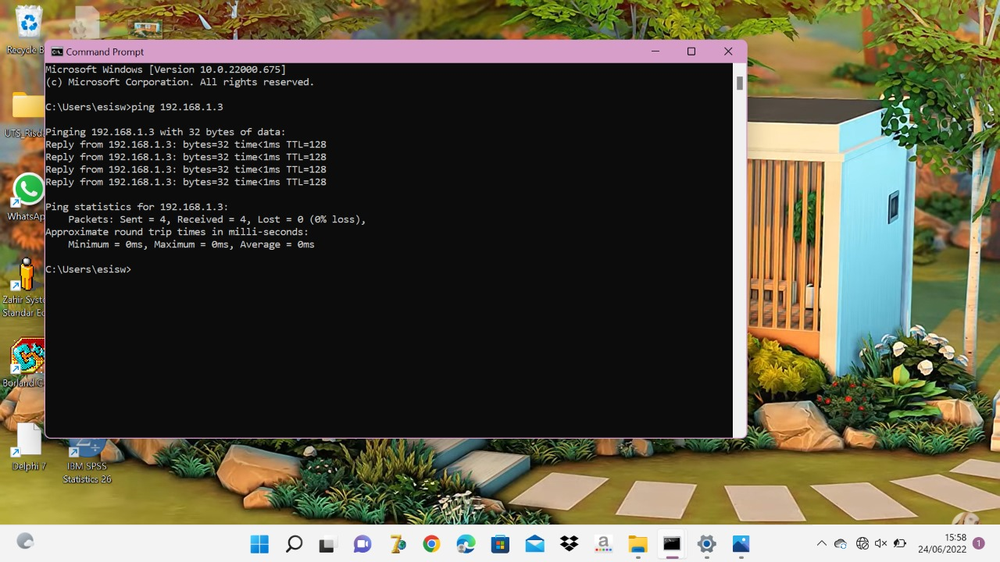 Recycle B
Command Prompt
Microsoft Windows [Version 10.0.22000.675]
(c) Microsoft Corporation. All rights reserved.
C:\Users\esisw>ping 192.168.1.3
Pinging 192.168.1.3 with 32 bytes of data:
Reply from 192.168.1.3: bytes=32 time<1ms TTL=128
Reply from 192.168.1.3: bytes=32 time<1ms TTL=128
Reply from 192.168.1.3: bytes=32 time<1ms TTL=128
Reply from 192.168.1.3: bytes=32 time<1ms TTL=128
Ping statistics for 192.168.1.3:
    Packets: Sent = 4, Received = 4, Lost = 0 (0% loss),
Approximate round trip times in milli-seconds:
    Minimum = 0ms, Maximum = 0ms, Average = 0ms
C:\Users\esisw>
UTS_Risda
WhatsAp
Zahir Syste
Standar Ed
Borland C
Delphi 7
IBM SPSS
Statistics 26
15:58
24/06/2022
1